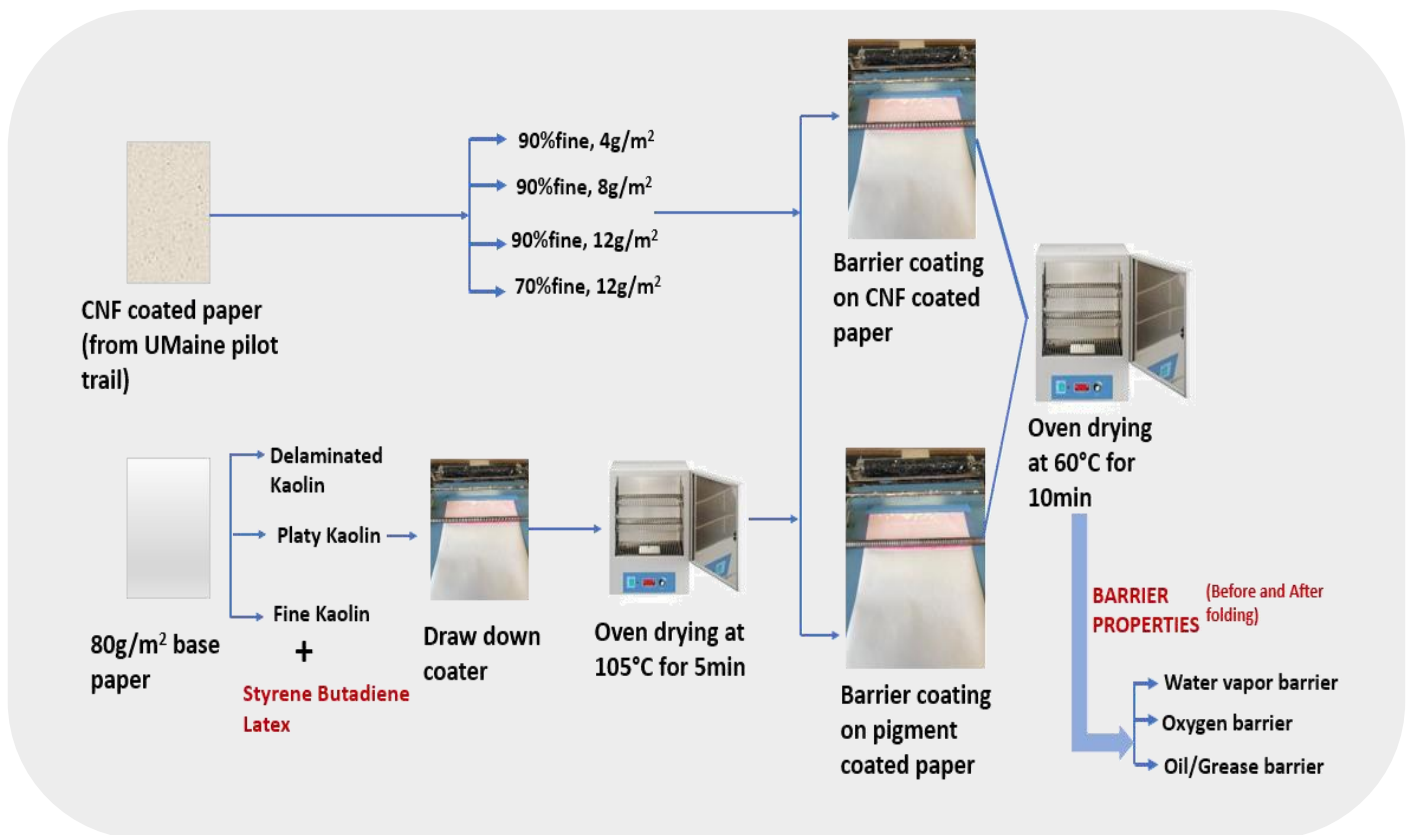 90%fine, 4g/m²
90%fine, 8g/m²
90%fine, 12g/m²
70%fine, 12g/m²
CNF coated paper
(from UMaine pilot
trail)
Barrier coating
on CNF coated
paper
Oven drying
at 60°C for
10min
Delaminated
Kaolin
Platy Kaolin
Fine Kaolin
+
Styrene Butadiene
Latex
80g/m² base
paper
Draw down
coater
Oven drying at
105°C for 5min
Barrier coating
on pigment
coated paper
BARRIER
PROPERTIES
(Before and After
folding)
Water vapor barrier
Oxygen barrier
Oil/Grease barrier